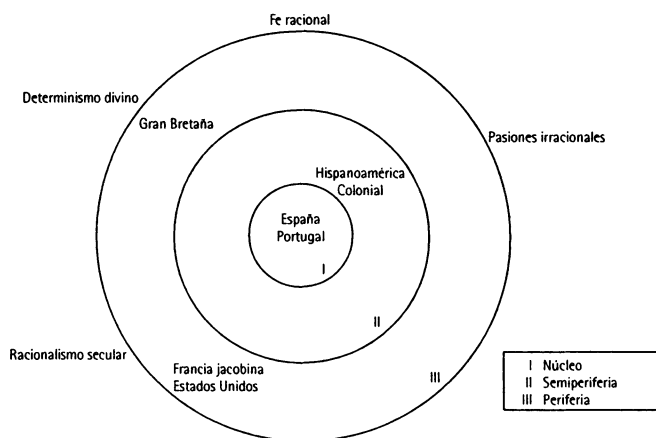 Fe racional
Determinismo divino
Gran Bretaña
Pasiones irracionales
Hispanoamérica
Colonial
España
Portugal
I
II
Racionalismo secular
Francia jacobina
Estados Unidos
III
I Núcleo
II Semiperiferia
III Periferia